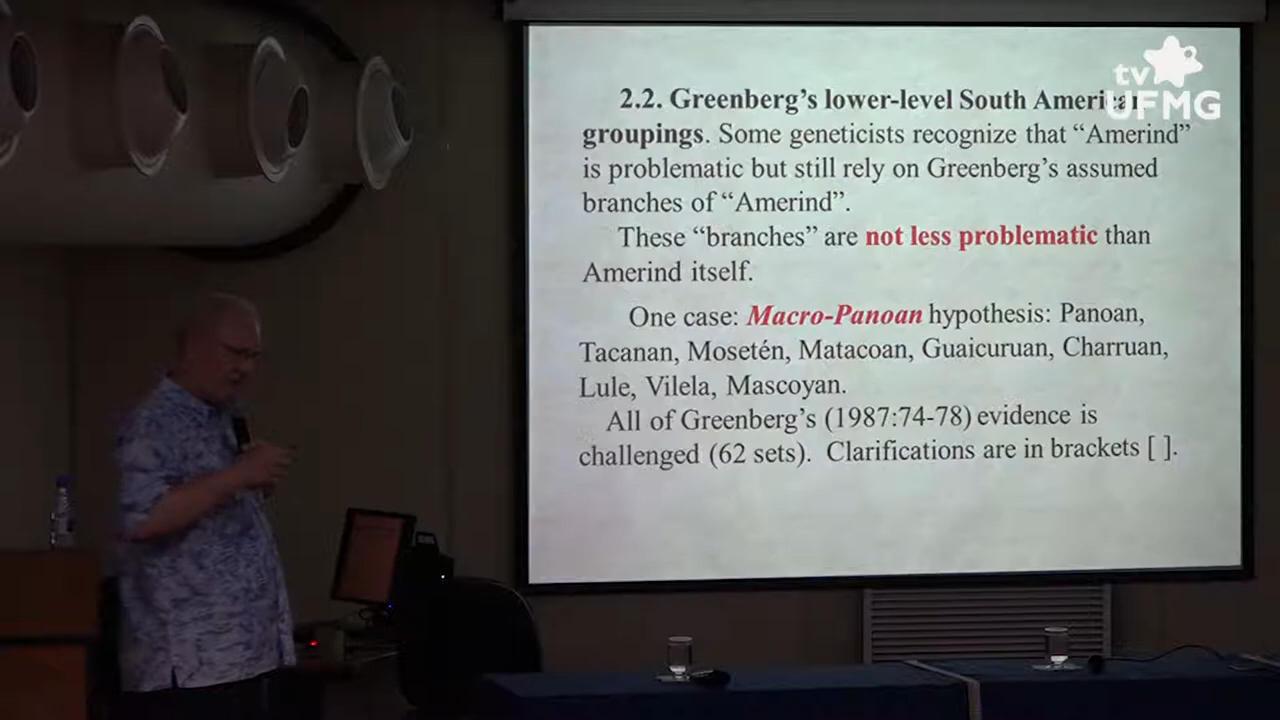 tv
UFMG
2.2. Greenberg's lower-level South American
groupings. Some geneticists recognize that “Amerind”
is problematic but still rely on Greenberg's assumed
branches of “Amerind”.
These “branches” are not less problematic than
Amerind itself.
One case: Macro-Panoan hypothesis: Panoan,
Tacanan, Mosetén, Matacoan, Guaicuruan, Charruan,
Lule, Vilela, Mascoyan.
All of Greenberg's (1987:74-78) evidence is
challenged (62 sets). Clarifications are in brackets [ ].